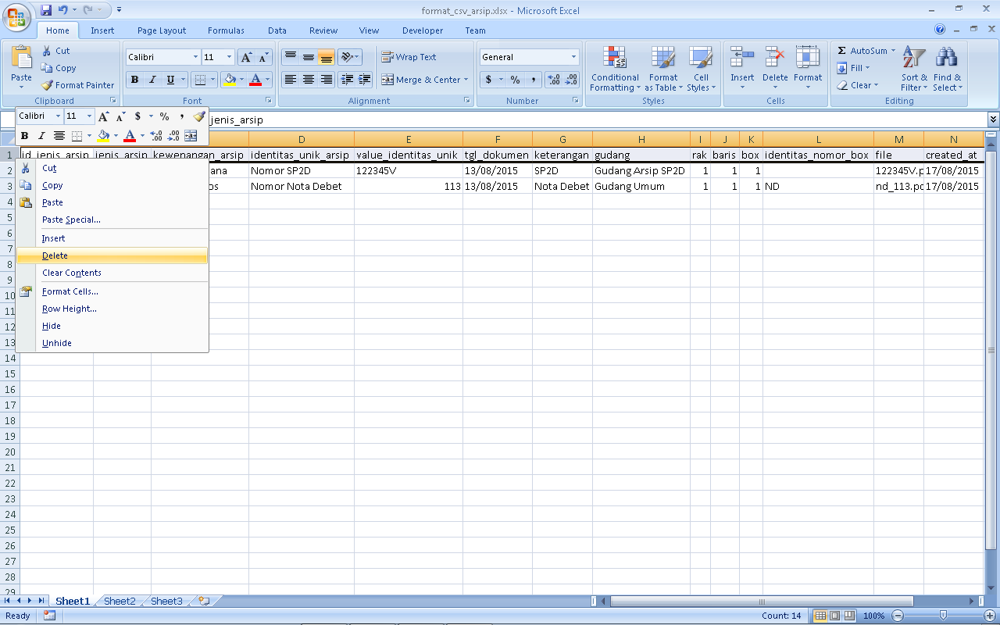 format_csv_arsip.xlsx - Microsoft Excel
Home Insert Page Layout Formulas Data Review View Developer Team
Paste
Cut
Copy
Format Painter
Clipboard
Calibri 11
B I U
Font
Wrap Text
Merge & Center
Alignment
General
$ % ,
Number
Conditional Formatting
Format as Table
Cell Styles
Styles
Insert Delete Format
Cells
AutoSum
Fill
Clear
Sort & Filter
Find & Select
Editing
Calibri 11 A A $ % ,
B I A
jenis_arsip
D E F G H I J K L M N
1 id_jenis_arsip jenis_arsip kewenangan_arsip identitas_unik_arsip value_identitas_unik tgl_dokumen keterangan gudang rak baris box identitas_nomor_box file created_at
2 ana Nomor SP2D 122345V 13/08/2015 SP2D Gudang Arsip SP2D 1 1 1 122345V.p 17/08/2015
3 os Nomor Nota Debet 113 13/08/2015 Nota Debet Gudang Umum 1 1 1 ND nd_113.pd 17/08/2015
Cut
Copy
Paste
Paste Special...
Insert
Delete
Clear Contents
Format Cells...
Row Height...
Hide
Unhide
4
5
6
7
8
9
10
11
12
13
14
15
16
17
18
19
20
21
22
23
24
25
26
27
28
29
Sheet1 Sheet2 Sheet3
Ready Count: 14 100%